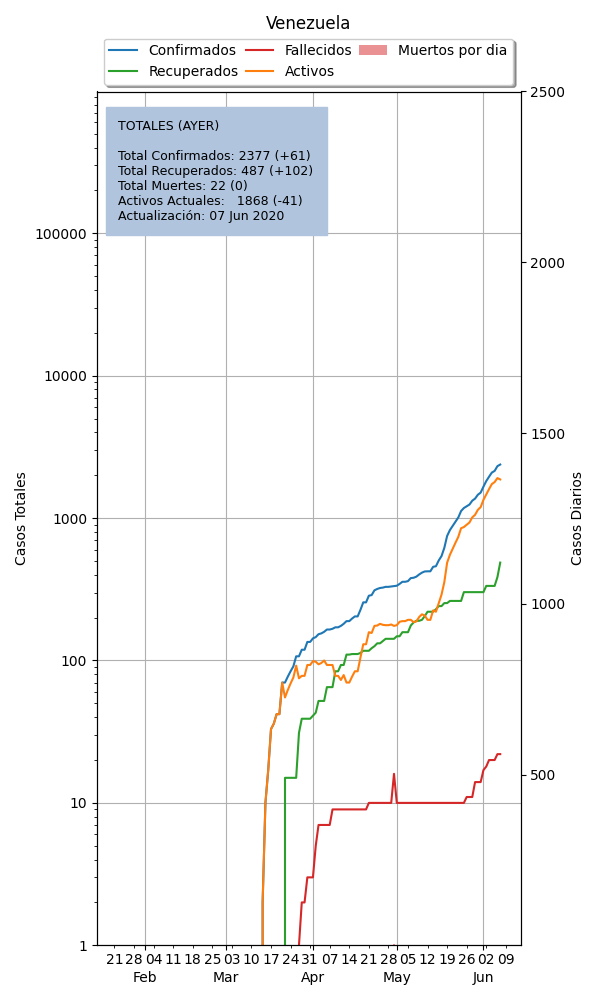 Venezuela
Confirmados
Recuperados
Fallecidos
Activos
Muertos por dia
TOTALES (AYER)
Total Confirmados: 2377 (+61)
Total Recuperados: 487 (+102)
Total Muertes: 22 (0)
Activos Actuales:   1868 (-41)
Actualización: 07 Jun 2020
Casos Totales
100000
10000
1000
100
10
1
2500
2000
1500
1000
500
Casos Diarios
21 28 04 11 18 25 03 10 17 24 31 07 14 21 28 05 12 19 26 02 09
Feb Mar Apr May Jun